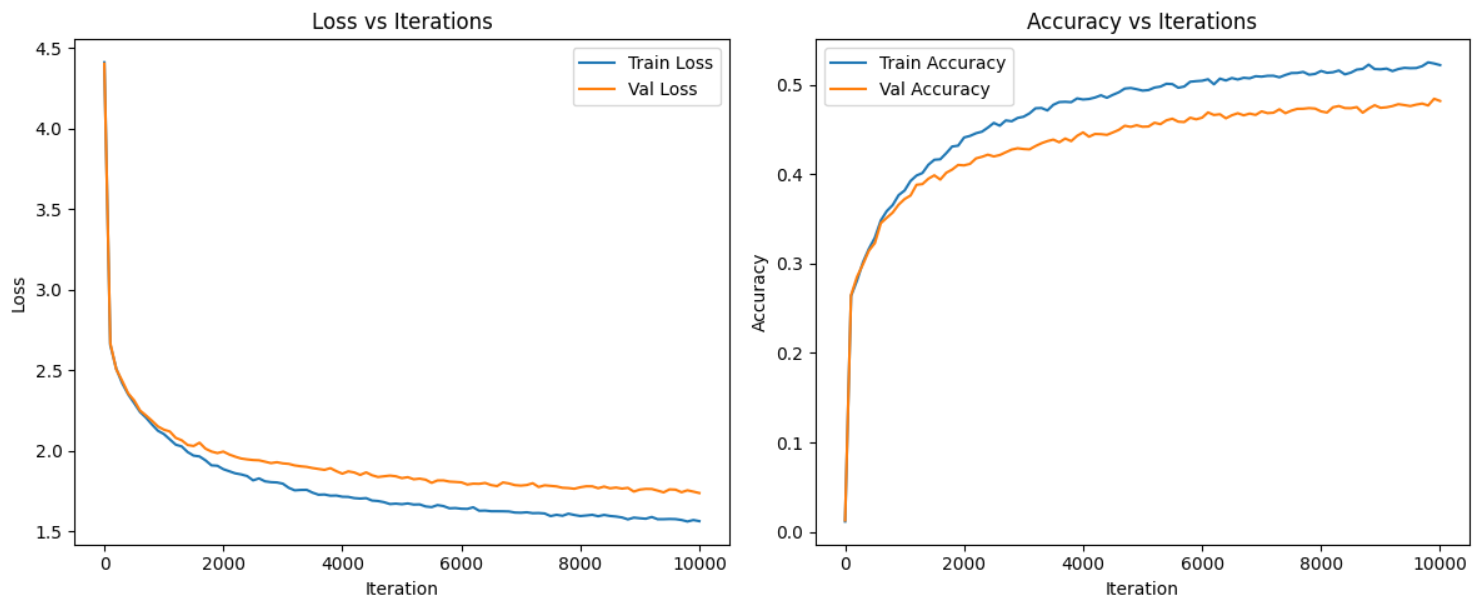 Loss vs Iterations
4.5
4.0
3.5
3.0
2.5
2.0
1.5
Loss
0
2000
4000
6000
8000
10000
Iteration
Train Loss
Val Loss
Accuracy vs Iterations
0.5
0.4
0.3
0.2
0.1
0.0
Accuracy
0
2000
4000
6000
8000
10000
Iteration
Train Accuracy
Val Accuracy